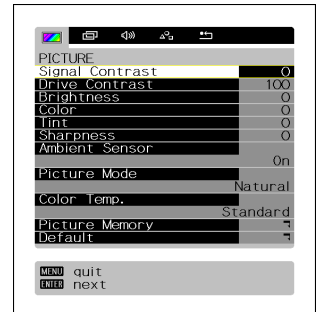 PICTURE
Signal Contrast 0
Drive Contrast 100
Brightness 0
Color 0
Tint 0
Sharpness 0
Ambient Sensor
On
Picture Mode
Natural
Color Temp.
Standard
Picture Memory
Default
MENU quit
ENTER next